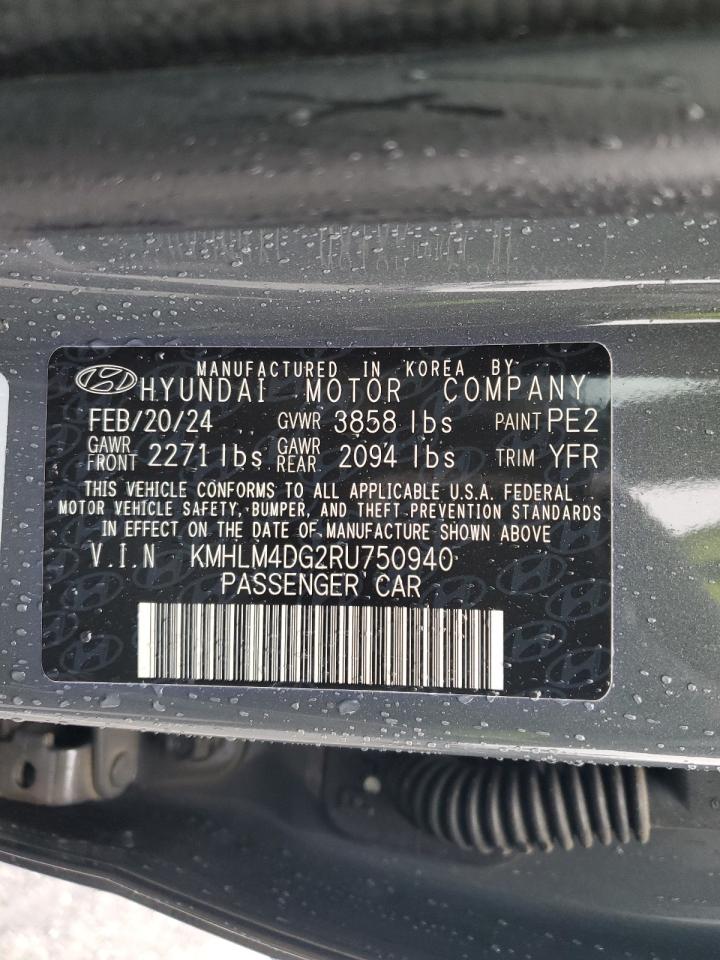 MANUFACTURED IN KOREA BY:
HYUNDAI MOTOR COMPANY
FEB/20/24 GVWR 3858 lbs PAINT PE2
GAWR FRONT 2271 lbs GAWR REAR 2094 lbs TRIM YFR
THIS VEHICLE CONFORMS TO ALL APPLICABLE U.S.A. FEDERAL
MOTOR VEHICLE SAFETY, BUMPER, AND THEFT PREVENTION STANDARDS
IN EFFECT ON THE DATE OF MANUFACTURE SHOWN ABOVE
V.I.N KMHLM4DG2RU750940
PASSENGER CAR